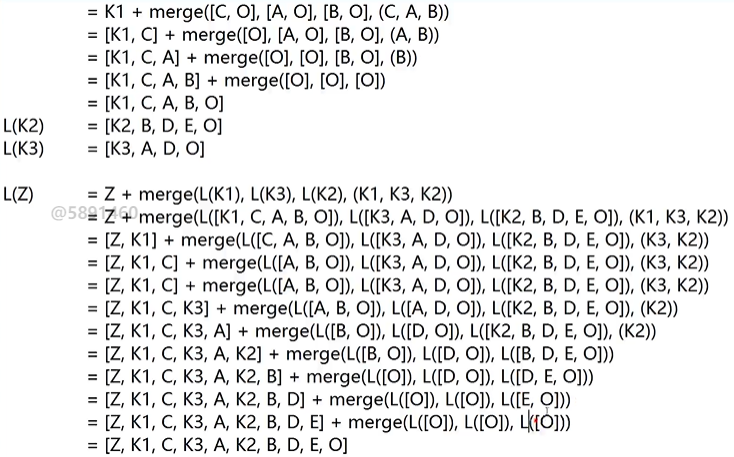 = K1 + merge([C, O], [A, O], [B, O], (C, A, B))
= [K1, C] + merge([O], [A, O], [B, O], (A, B))
= [K1, C, A] + merge([O], [O], [B, O], (B))
= [K1, C, A, B] + merge([O], [O], [O])
= [K1, C, A, B, O]
L(K2) = [K2, B, D, E, O]
L(K3) = [K3, A, D, O]
L(Z) = Z + merge(L(K1), L(K3), L(K2), (K1, K3, K2))
= Z + merge(L([K1, C, A, B, O]), L([K3, A, D, O]), L([K2, B, D, E, O]), (K1, K3, K2))
= [Z, K1] + merge(L([C, A, B, O]), L([K3, A, D, O]), L([K2, B, D, E, O]), (K3, K2))
= [Z, K1, C] + merge(L([A, B, O]), L([K3, A, D, O]), L([K2, B, D, E, O]), (K3, K2))
= [Z, K1, C] + merge(L([A, B, O]), L([K3, A, D, O]), L([K2, B, D, E, O]), (K3, K2))
= [Z, K1, C, K3] + merge(L([A, B, O]), L([A, D, O]), L([K2, B, D, E, O]), (K2))
= [Z, K1, C, K3, A] + merge(L([B, O]), L([D, O]), L([K2, B, D, E, O]), (K2))
= [Z, K1, C, K3, A, K2] + merge(L([B, O]), L([D, O]), L([B, D, E, O]))
= [Z, K1, C, K3, A, K2, B] + merge(L([O]), L([D, O]), L([D, E, O]))
= [Z, K1, C, K3, A, K2, B, D] + merge(L([O]), L([O]), L([E, O]))
= [Z, K1, C, K3, A, K2, B, D, E] + merge(L([O]), L([O]), L([O]))
= [Z, K1, C, K3, A, K2, B, D, E, O]